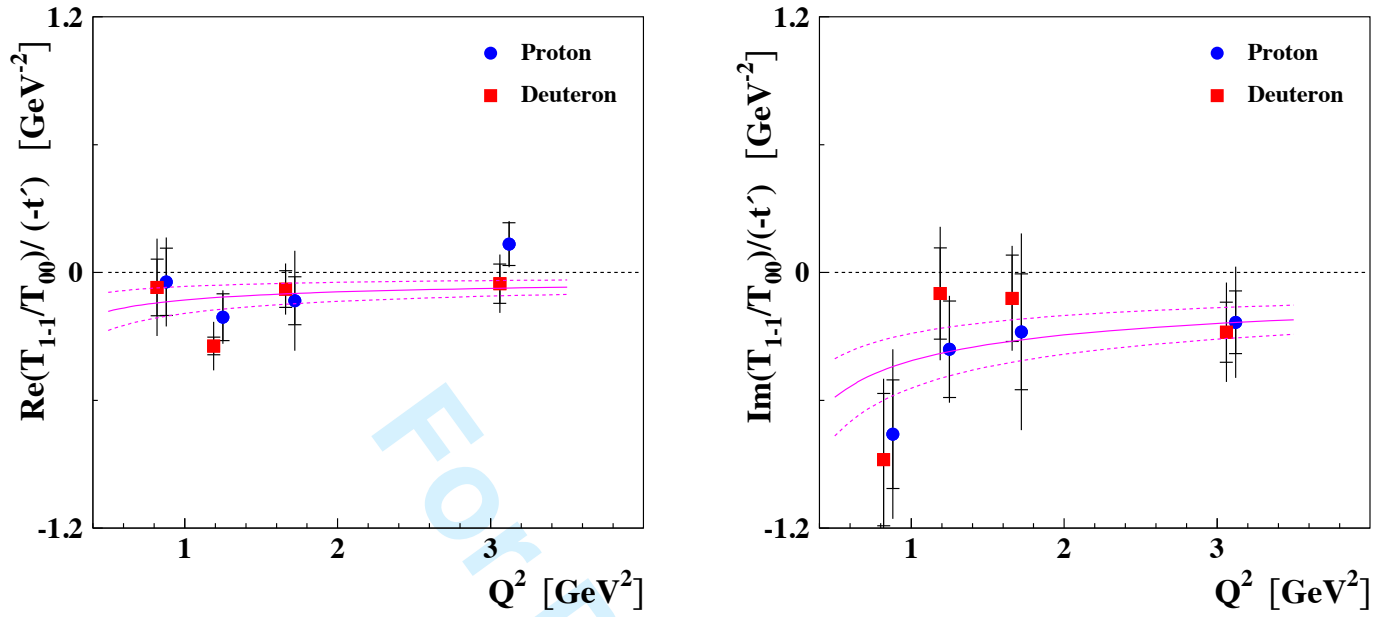 Re(T₁₋₁/T₀₀)/(-t´) [GeV⁻²]
1.2
0
-1.2
Proton
Deuteron
1 2 3
Q² [GeV²]
Im(T₁₋₁/T₀₀)/(-t´) [GeV⁻²]
1.2
0
-1.2
Proton
Deuteron
1 2 3
Q² [GeV²]
For